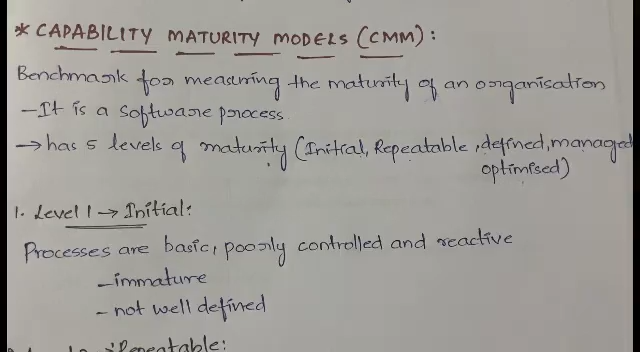 * CAPABILITY MATURITY MODELS (CMM):
Benchmark for measuring the maturity of an organisation
- It is a software process
→ has 5 levels of maturity (Initial, Repeatable, defined, managed
optimised)
1. Level 1 → Initial:
Processes are basic, poorly controlled and reactive
- immature
- not well defined
Repeatable: